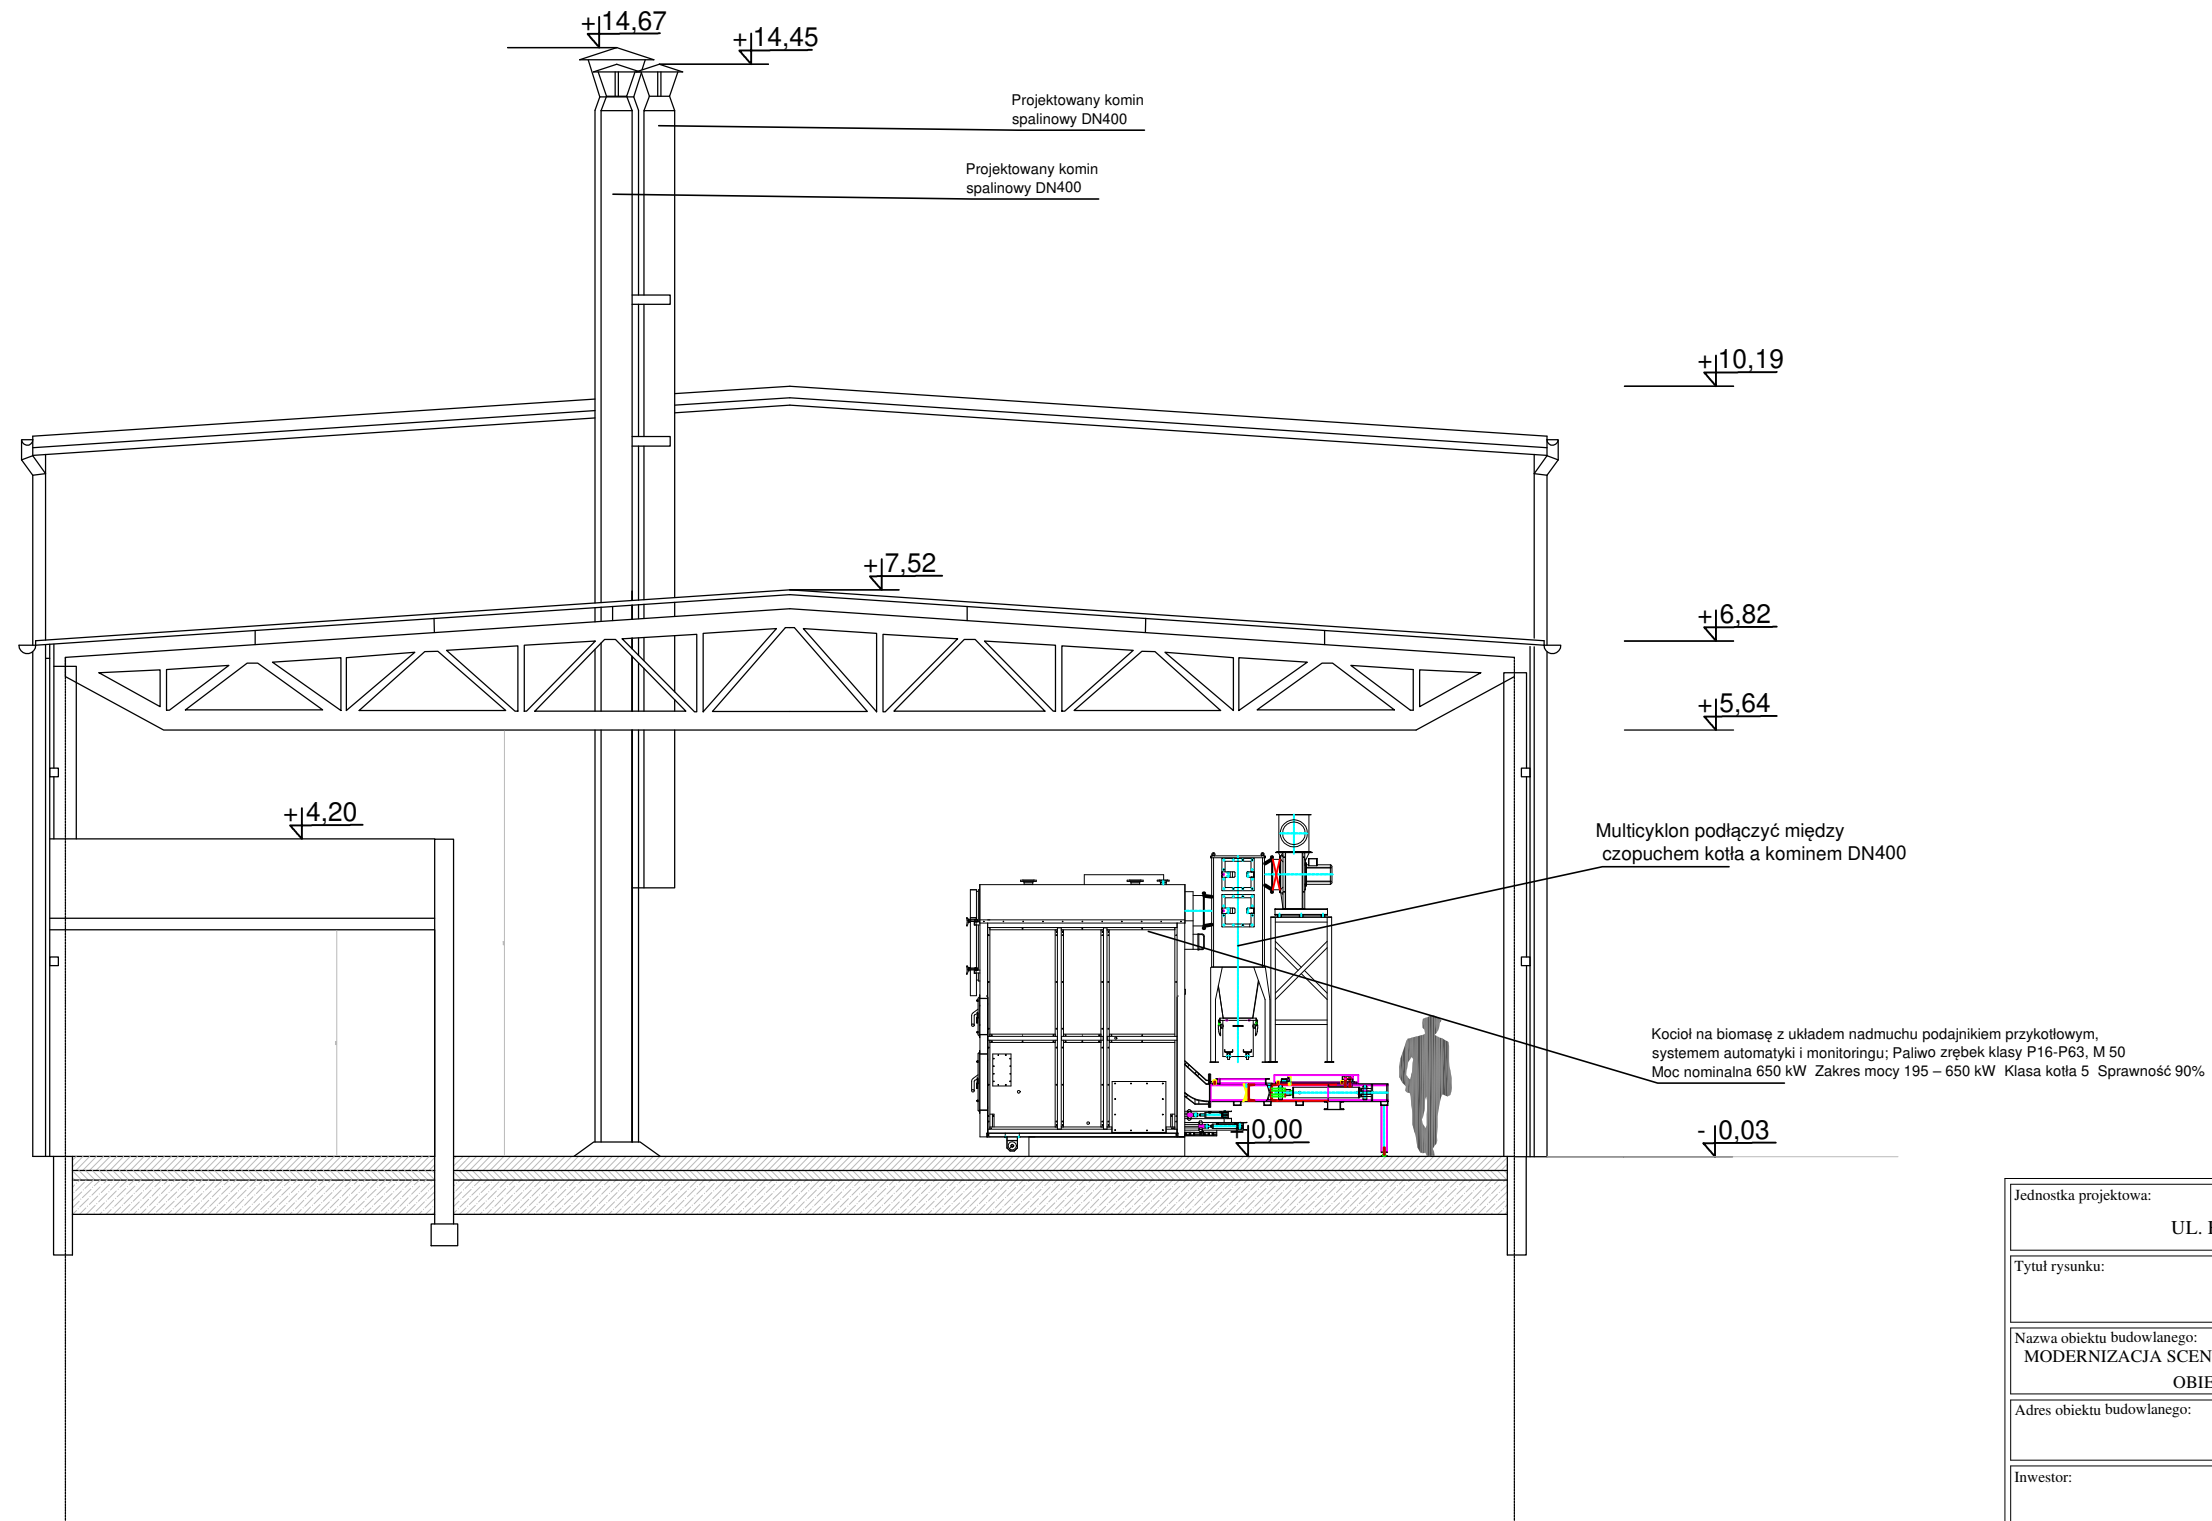 +14,67
+14,45
Projektowany komin
spalinowy DN400
Projektowany komin
spalinowy DN400
+10,19
+7,52
+6,82
+5,64
+4,20
Multicyklon podłączyć między
czopuchem kotła a kominem DN400
Kocioł na biomasę z układem nadmuchu podajnikiem przykotłowym,
systemem automatyki i monitoringu; Paliwo zrębek klasy P16-P63, M 50
Moc nominalna 650 kW Zakres mocy 195 – 650 kW Klasa kotła 5 Sprawność 90%
0,00
- 0,03
Jednostka projektowa:
UL.
Tytuł rysunku:
Nazwa obiektu budowlanego:
MODERNIZACJA SCEN
OBIE
Adres obiektu budowlanego:
Inwestor: